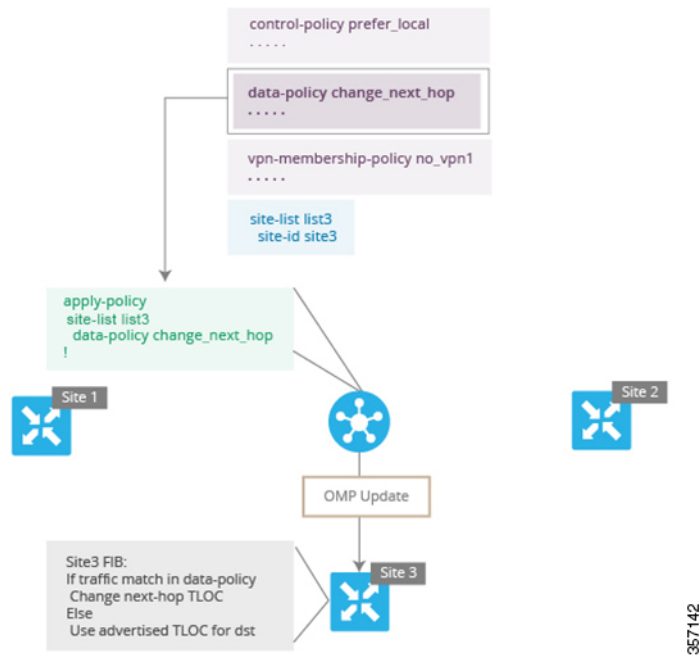 control-policy prefer_local
. . . . .
data-policy change_next_hop
. . . . .
vpn-membership-policy no_vpn1
. . . . .
site-list list3
site-id site3
apply-policy
site-list list3
data-policy change_next_hop
!
Site 1
Site 2
OMP Update
Site3 FIB:
If traffic match in data-policy
Change next-hop TLOC
Else
Use advertised TLOC for dst
Site 3
357142